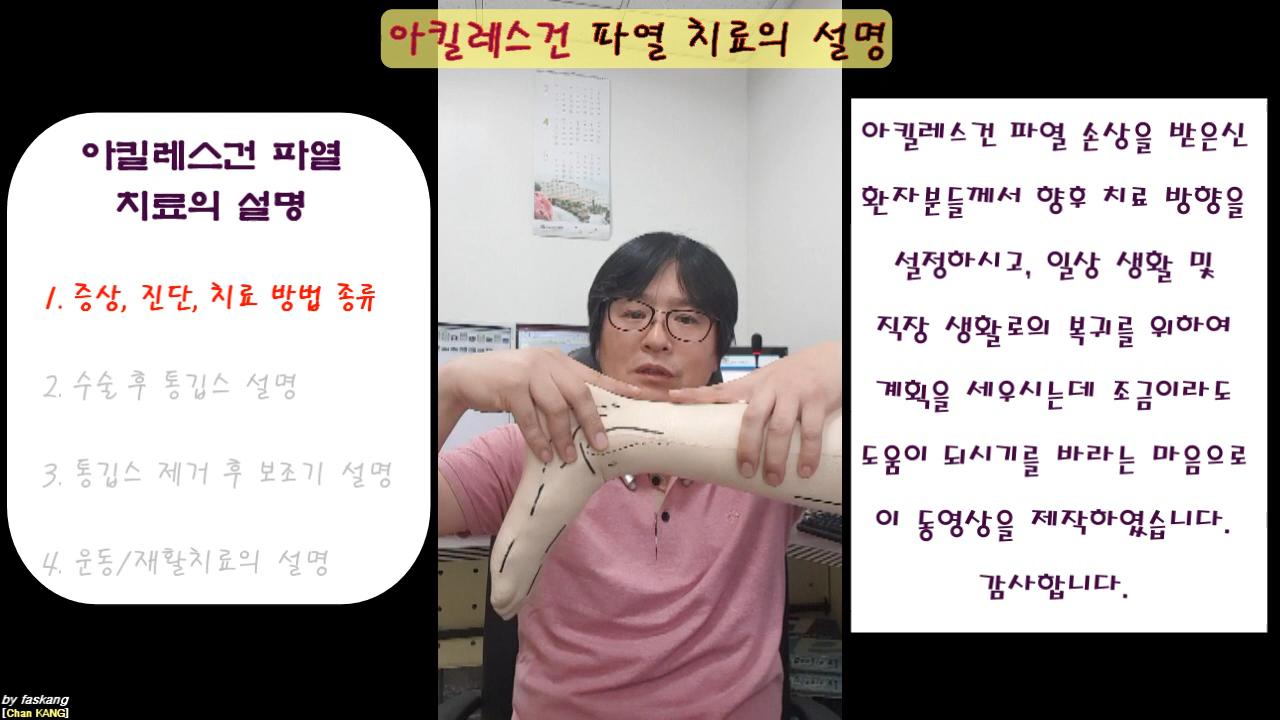 아킬레스건 파열 치료의 설명
아킬레스건 파열
치료의 설명
1. 증상, 진단, 치료 방법 종류
2. 수술 후 통깁스 설명
3. 통깁스 제거 후 보조기 설명
4. 운동/재활치료의 설명
아킬레스건 파열 손상을 받은신
환자분들께서 향후 치료 방향을
설정하시고, 일상 생활 및
직장 생활로의 복귀를 위하여
계획을 세우시는데 조금이라도
도움이 되시기를 바라는 마음으로
이 동영상을 제작하였습니다.
감사합니다.
by faskang
[Chan KANG]